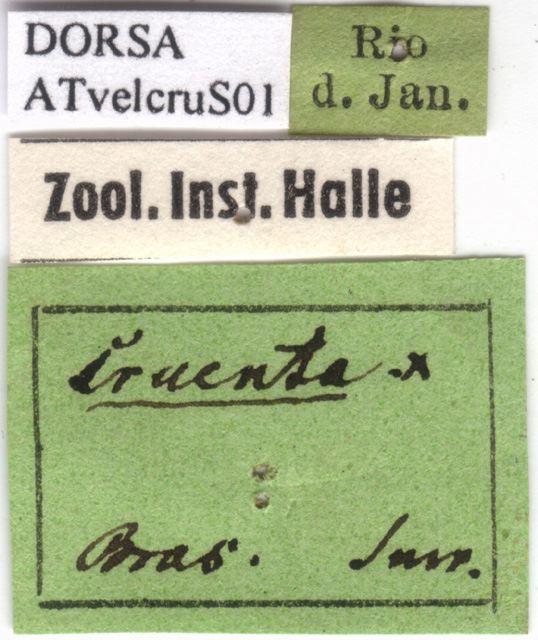 DORSA
ATvelcruS01
Rio
d. Jan.
Zool. Inst. Halle
Cruenta *
Bras.